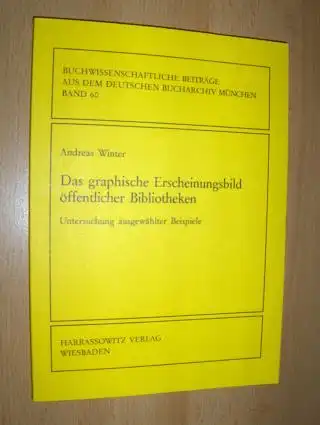 BUCHWISSENSCHAFTLICHE BEITRÄGE
AUS DEM DEUTSCHEN BUCHARCHIV MÜNCHEN
BAND 60
Andreas Winter
Das graphische Erscheinungsbild
öffentlicher Bibliotheken
Untersuchung ausgewählter Beispiele
HARRASSOWITZ VERLAG
WIESBADEN